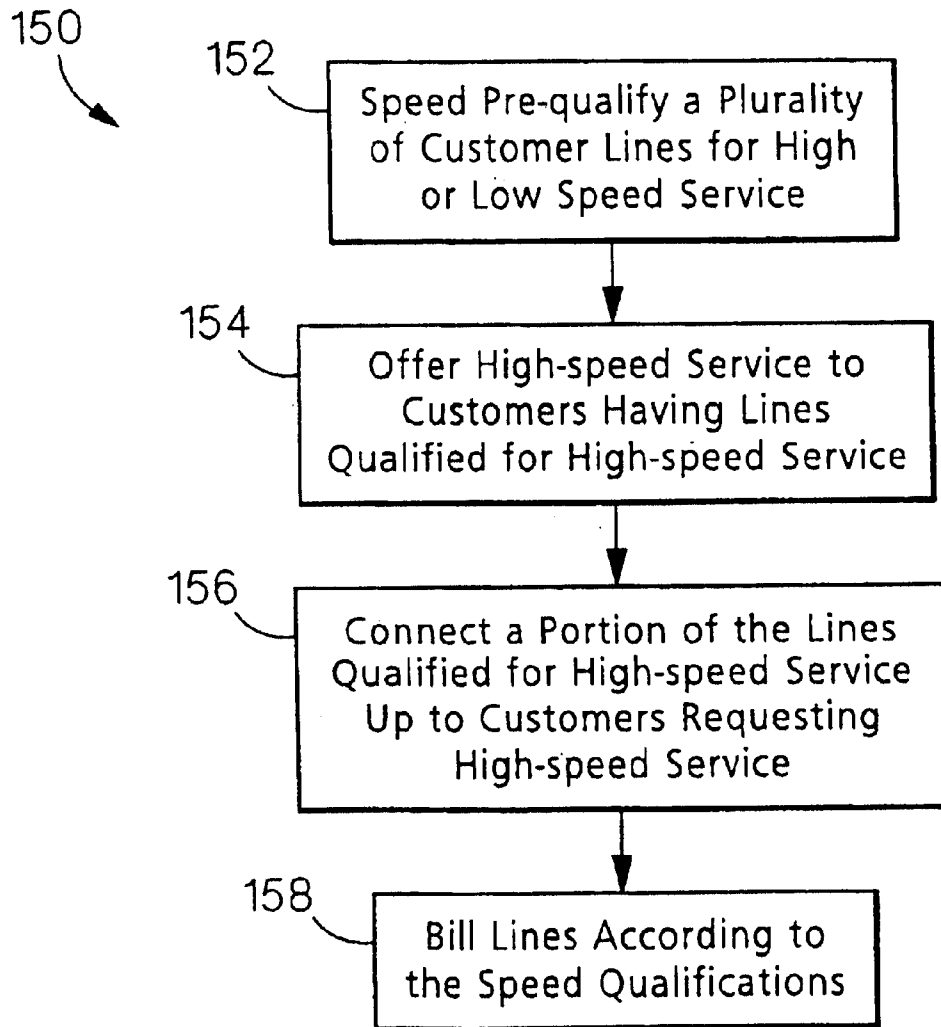 150
152
Speed Pre-qualify a Plurality
of Customer Lines for High
or Low Speed Service
154
Offer High-speed Service to
Customers Having Lines
Qualified for High-speed Service
156
Connect a Portion of the Lines
Qualified for High-speed Service
Up to Customers Requesting
High-speed Service
158
Bill Lines According to
the Speed Qualifications